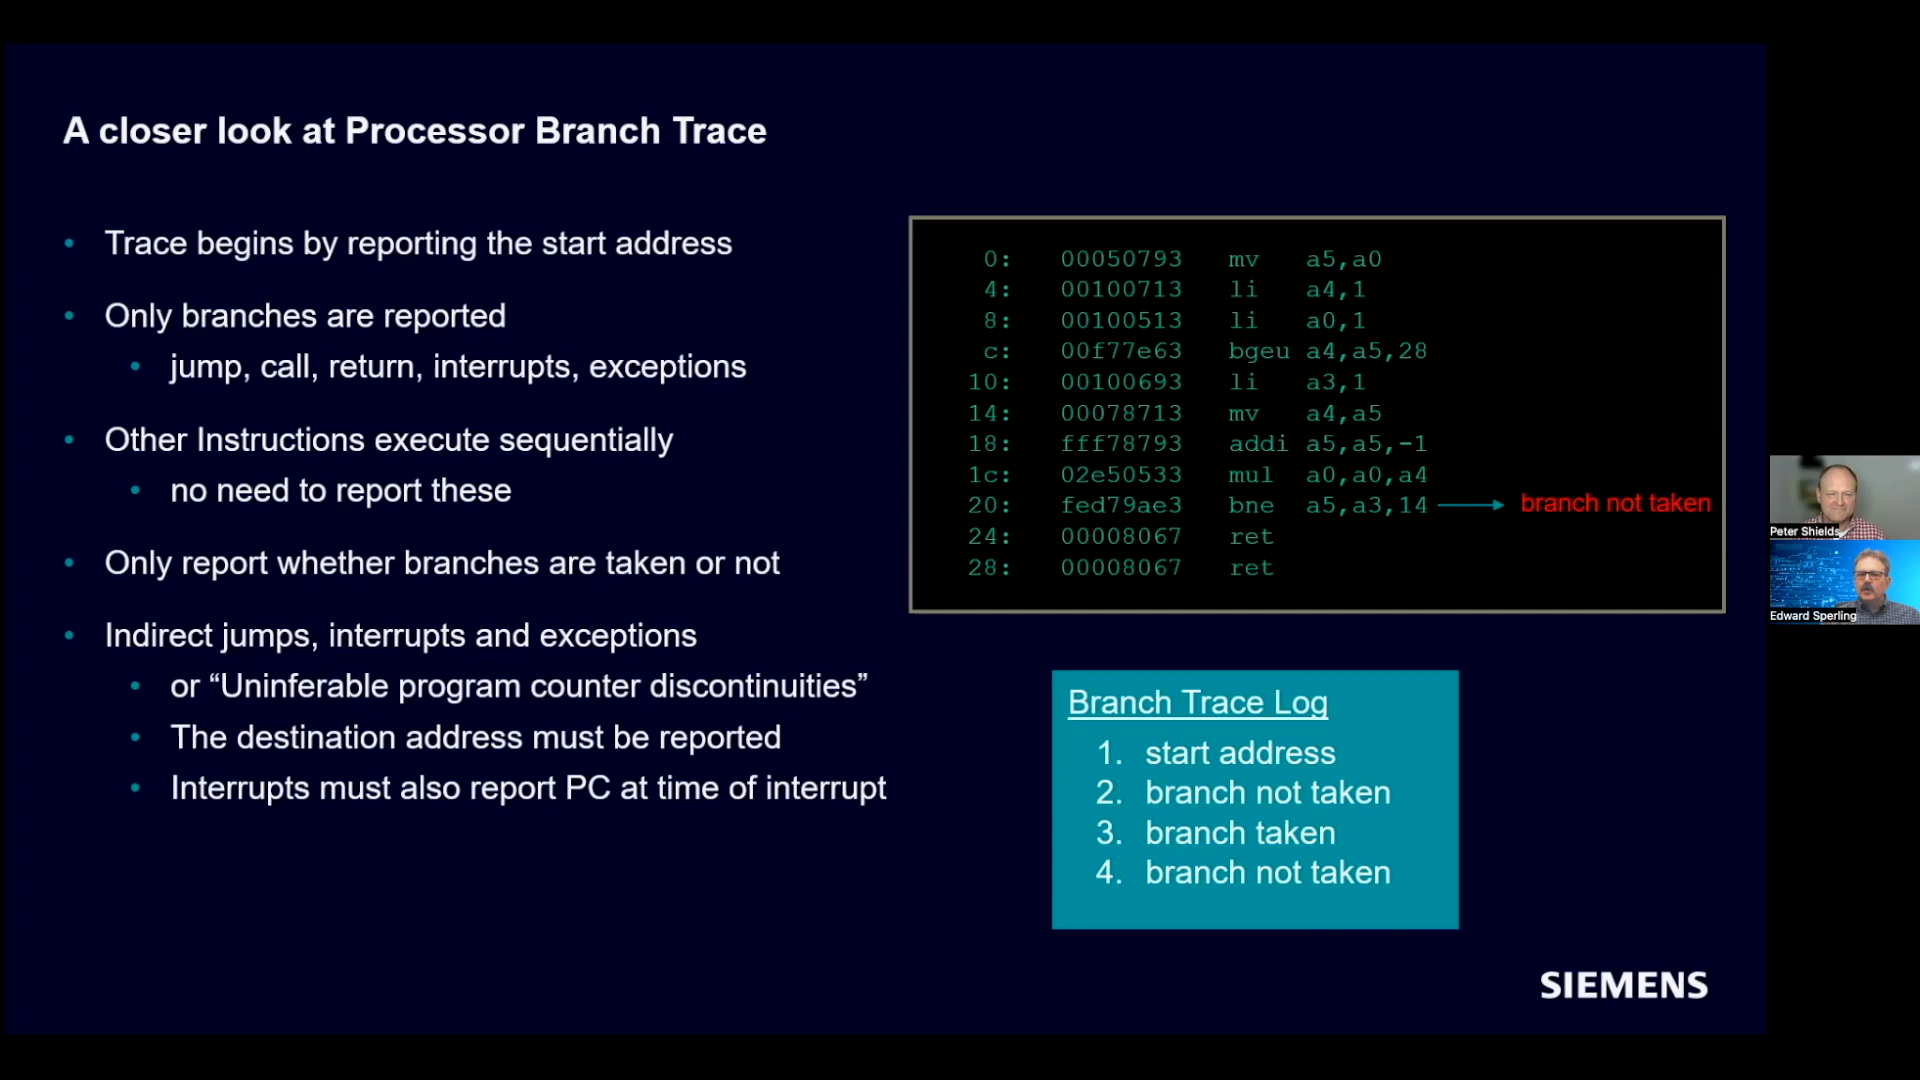 A closer look at Processor Branch Trace
• Trace begins by reporting the start address
• Only branches are reported
• jump, call, return, interrupts, exceptions
• Other Instructions execute sequentially
• no need to report these
• Only report whether branches are taken or not
• Indirect jumps, interrupts and exceptions
• or “Uninferable program counter discontinuities”
• The destination address must be reported
• Interrupts must also report PC at time of interrupt
0: 00050793 mv a5,a0
4: 00100713 li a4,1
8: 00100513 li a0,1
c: 00f77e63 bgeu a4,a5,28
10: 00100693 li a3,1
14: 00078713 mv a4,a5
18: fff78793 addi a5,a5,-1
1c: 02e50533 mul a0,a0,a4
20: fed79ae3 bne a5,a3,14 branch not taken
24: 00008067 ret
28: 00008067 ret
Branch Trace Log
1. start address
2. branch not taken
3. branch taken
4. branch not taken
SIEMENS
Peter Shields
Edward Sperling